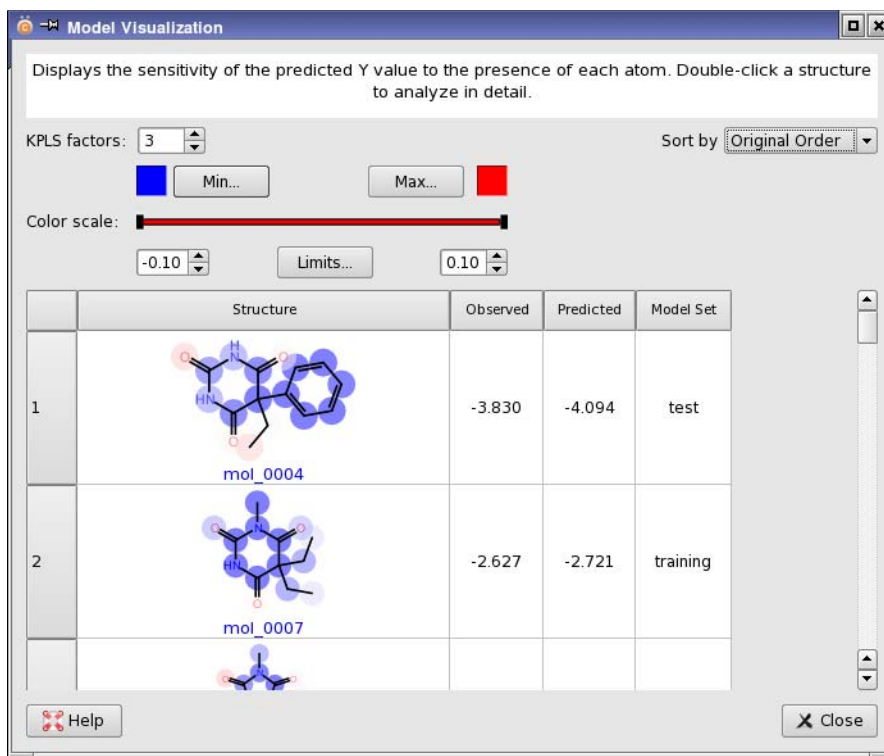 Model Visualization
Displays the sensitivity of the predicted Y value to the presence of each atom. Double-click a structure
to analyze in detail.
KPLS factors: 3 Sort by Original Order
Min... Max...
Color scale:
-0.10 Limits... 0.10
Structure Observed Predicted Model Set
H
O N O
HN
O
1 -3.830 -4.094 test
mol_0004
O N O
HN
O
2 -2.627 -2.721 training
mol_0007
N
O O
Help Close